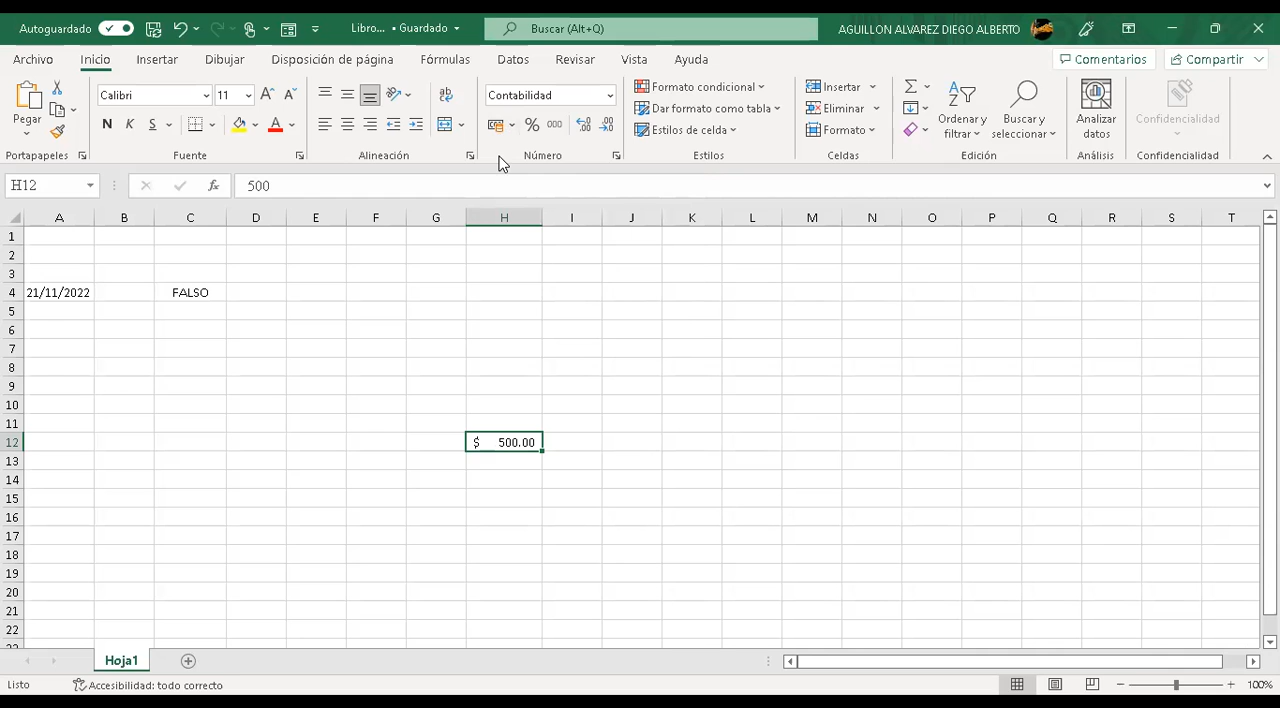 Autoguardado
Libro... • Guardado
Buscar (Alt+Q)
AGUILLON ALVAREZ DIEGO ALBERTO
Archivo Inicio Insertar Dibujar Disposición de página Fórmulas Datos Revisar Vista Ayuda
Comentarios
Compartir
Pegar
Portapapeles
Calibri
11
N K S
Fuente
Alineación
Contabilidad
% 000
Número
Formato condicional
Dar formato como tabla
Estilos de celda
Estilos
Insertar
Eliminar
Formato
Celdas
Ordenar y
filtrar
Buscar y
seleccionar
Edición
Analizar
datos
Análisis
Confidencialidad
Confidencialidad
H12
fx
500
A B C D E F G H I J K L M N O P Q R S T
1
2
3
4 21/11/2022 FALSO
5
6
7
8
9
10
11
12 $ 500.00
13
14
15
16
17
18
19
20
21
22
23
Hoja1
Listo
Accesibilidad: todo correcto
100%